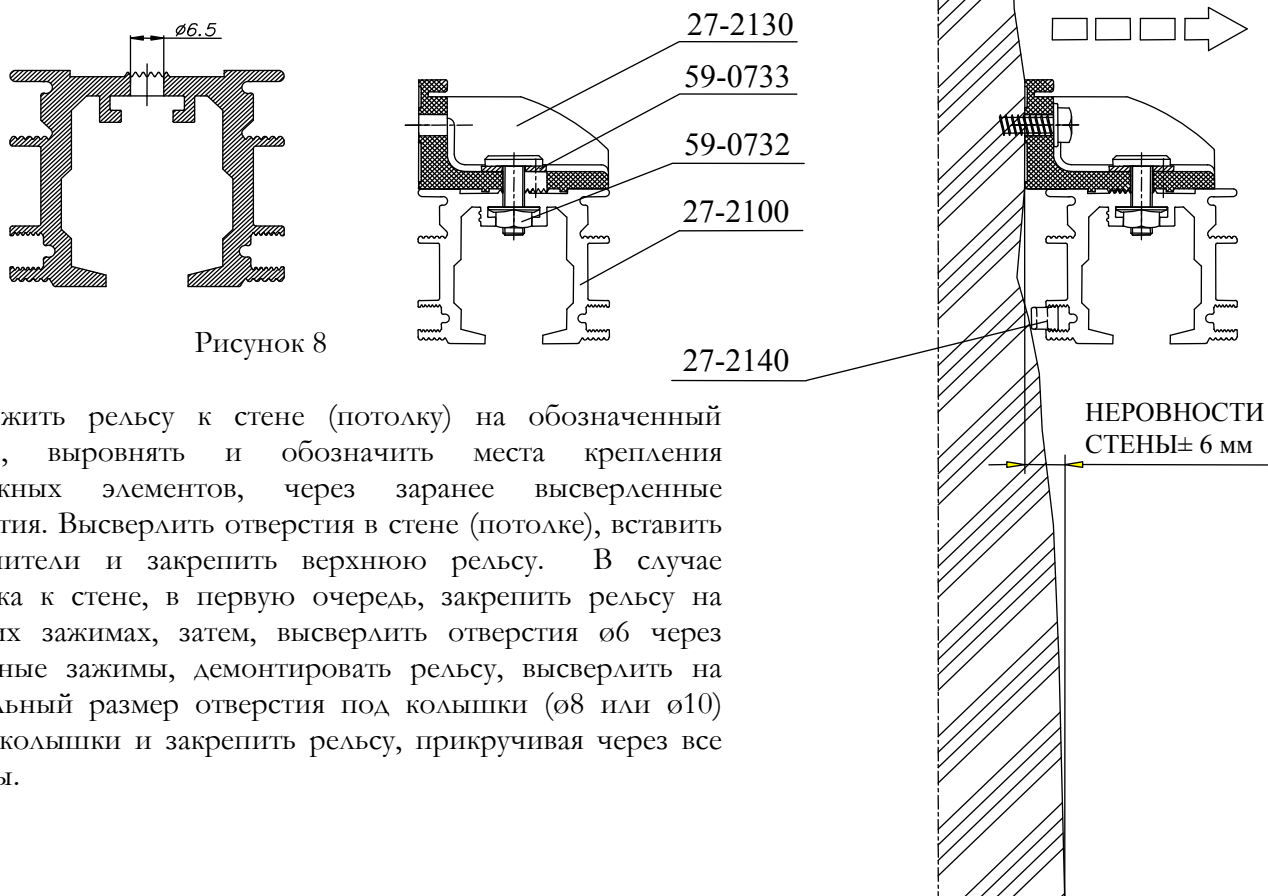 ø6.5
27-2130
59-0733
59-0732
27-2100
Рисунок 8
27-2140
НЕРОВНОСТИ
СТЕНЫ± 6 мм
жить рельсу к стене (потолку) на обозначенный
, выровнять и обозначить места крепления
жных элементов, через заранее высверленные
тия. Высверлить отверстия в стене (потолке), вставить
ители и закрепить верхнюю рельсу. В случае
ка к стене, в первую очередь, закрепить рельсу на
их зажимах, затем, высверлить отверстия ø6 через
ные зажимы, демонтировать рельсу, высверлить на
льный размер отверстия под колышки (ø8 или ø10)
колышки и закрепить рельсу, прикручивая через все
ы.